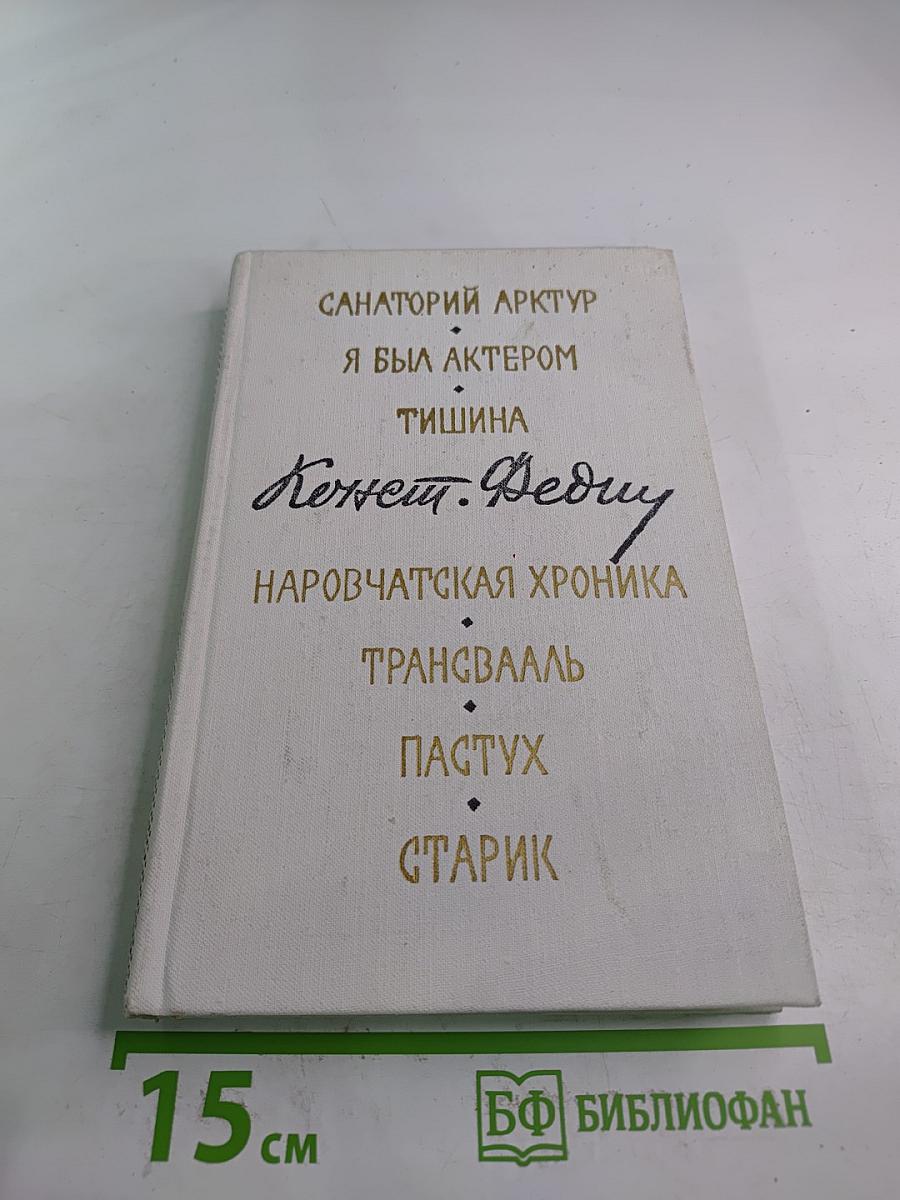 САНАТОРИЙ АРКТУР
Я БЫЛ АКТЕРОМ
ТИШИНА
Конст. Федин
НАРОВЧАТСКАЯ ХРОНИКА
ТРАНСВААЛЬ
ПАСТУХ
СТАРИК
15 см
БФ БИБЛИОФАН